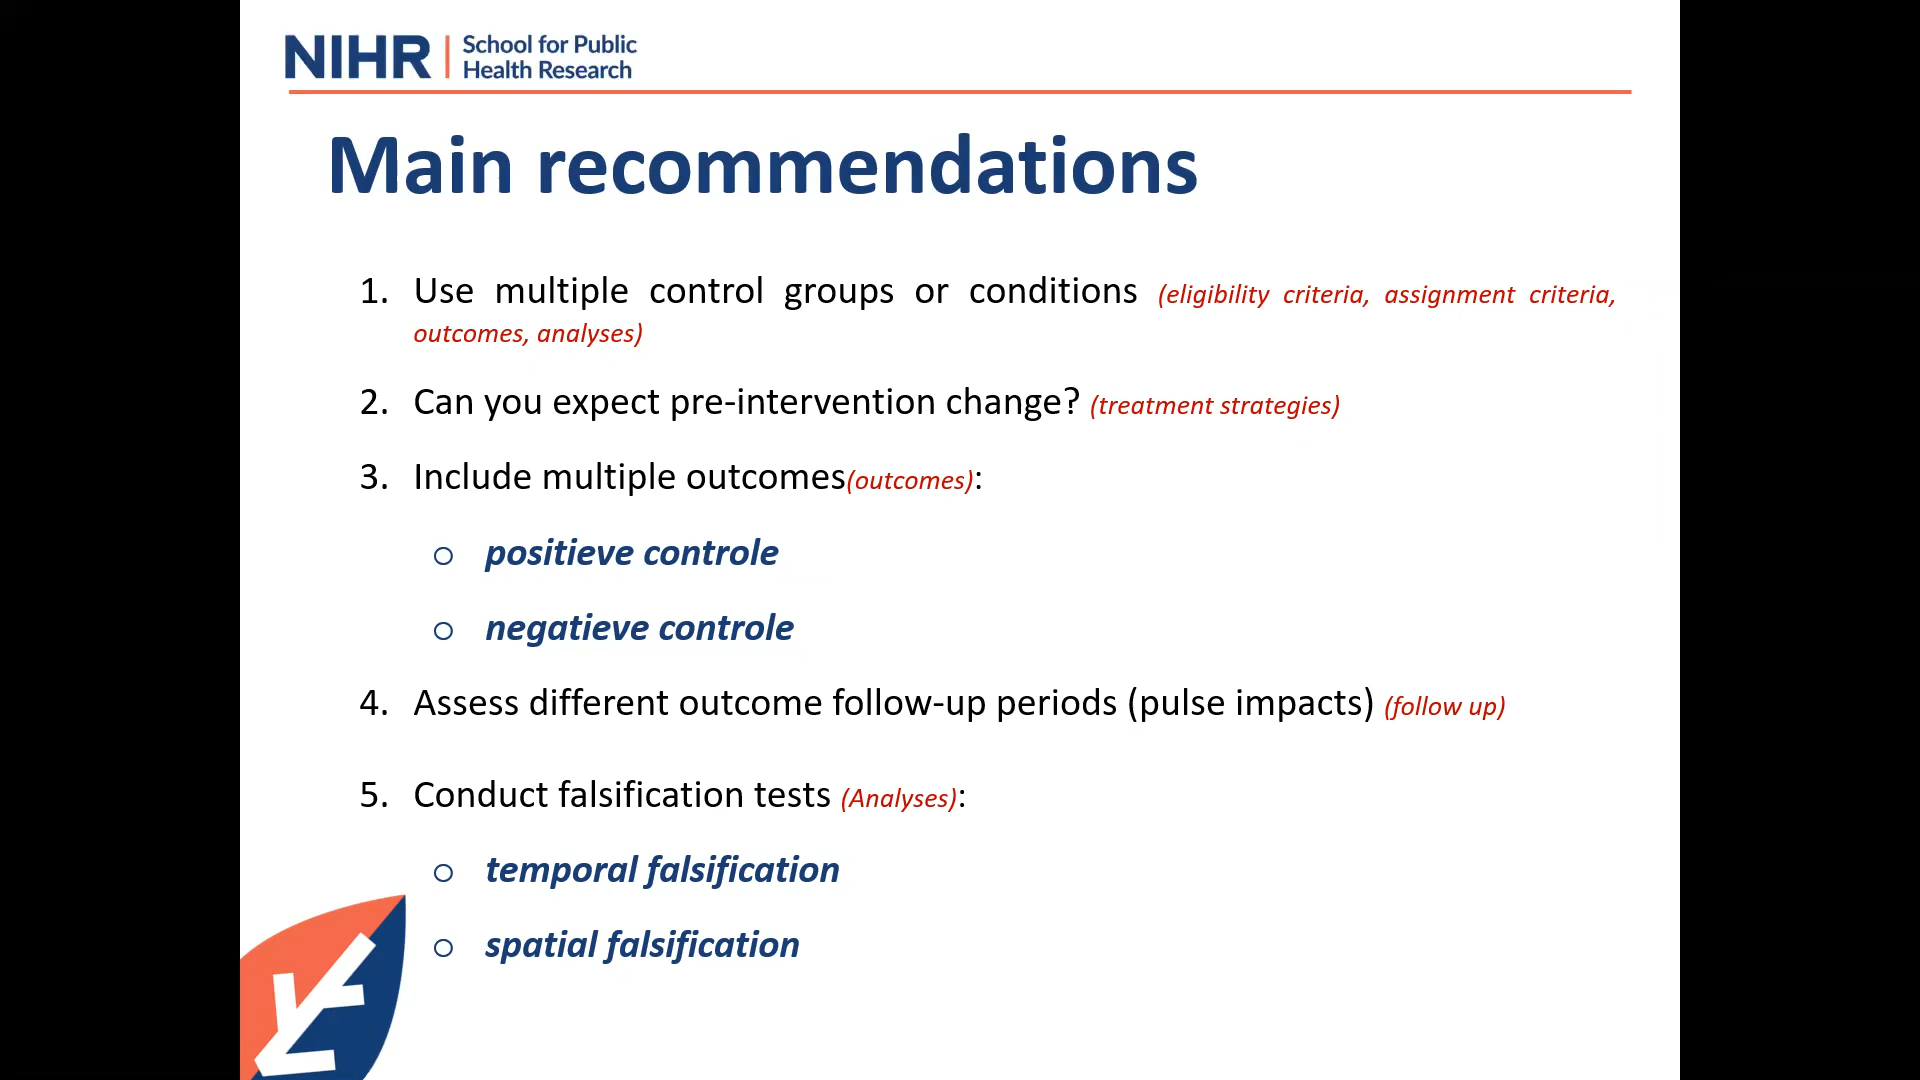 NIHR | School for Public
Health Research
Main recommendations
1. Use multiple control groups or conditions (eligibility criteria, assignment criteria,
outcomes, analyses)
2. Can you expect pre-intervention change? (treatment strategies)
3. Include multiple outcomes(outcomes):
o positieve controle
o negatieve controle
4. Assess different outcome follow-up periods (pulse impacts) (follow up)
5. Conduct falsification tests (Analyses):
o temporal falsification
o spatial falsification